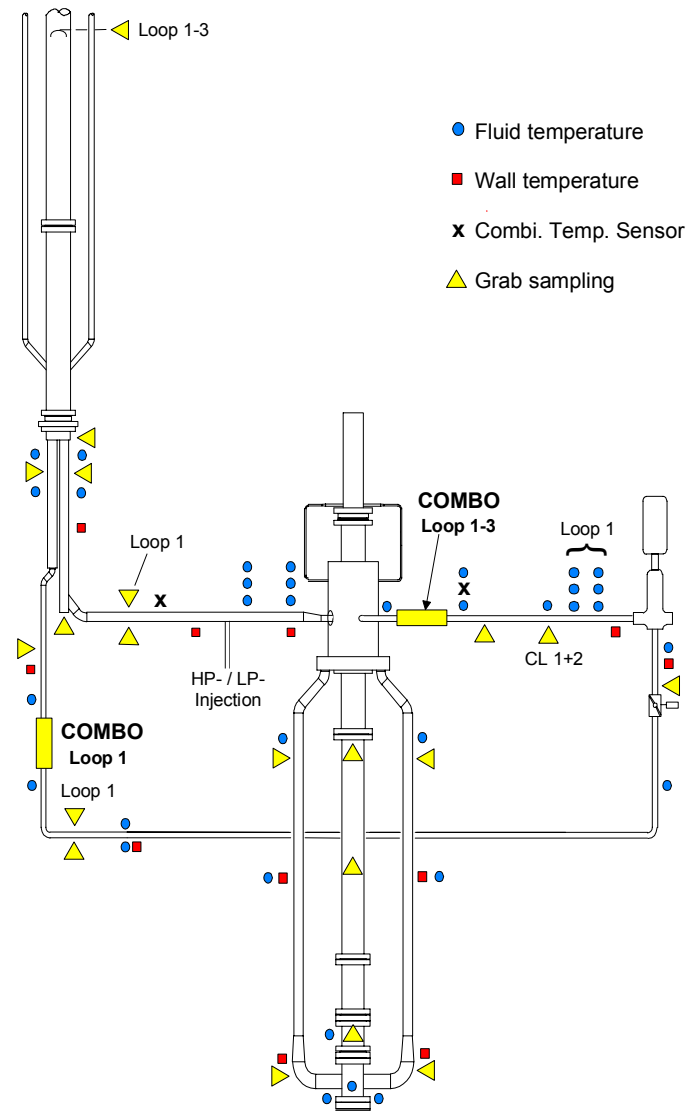 Loop 1-3
Fluid temperature
Wall temperature
x Combi. Temp. Sensor
Grab sampling
COMBO
Loop 1-3
Loop 1
Loop 1
x
x
CL 1+2
HP- / LP-
Injection
COMBO
Loop 1
Loop 1